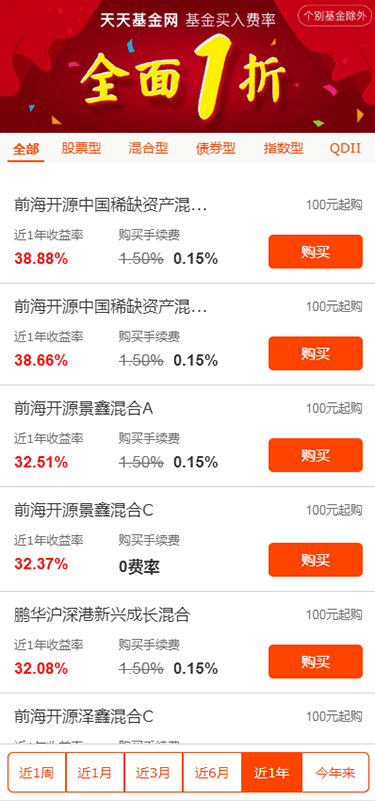 天天基金网 基金买入费率 个别基金除外
全面1折
全部 股票型 混合型 债券型 指数型 QDII
前海开源中国稀缺资产混... 100元起购
近1年收益率 购买手续费
38.88% 1.50% 0.15% 购买
前海开源中国稀缺资产混... 100元起购
近1年收益率 购买手续费
38.66% 1.50% 0.15% 购买
前海开源景鑫混合A 100元起购
近1年收益率 购买手续费
32.51% 1.50% 0.15% 购买
前海开源景鑫混合C 100元起购
近1年收益率 购买手续费
32.37% 0费率 购买
鹏华沪深港新兴成长混合 100元起购
近1年收益率 购买手续费
32.08% 1.50% 0.15% 购买
前海开源泽鑫混合C 100元起购
近1周 近1月 近3月 近6月 近1年 今年来